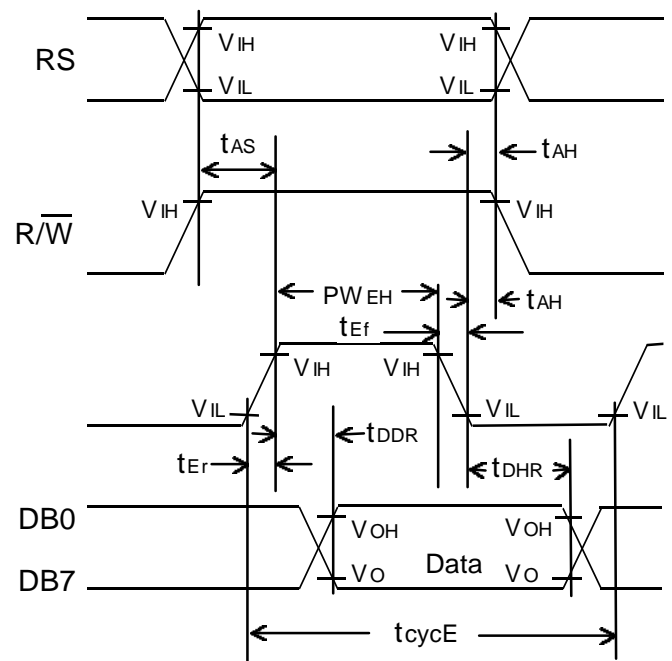 RS VIH VIH
VIL VIL
tAS tAH
R/W VIH VIH
PWEH tAH
tEf
VIH VIH
VIL VIL VIL
tDDR
tEr tDHR
DB0 VOH VOH
DB7 VO Data VO
tcycE